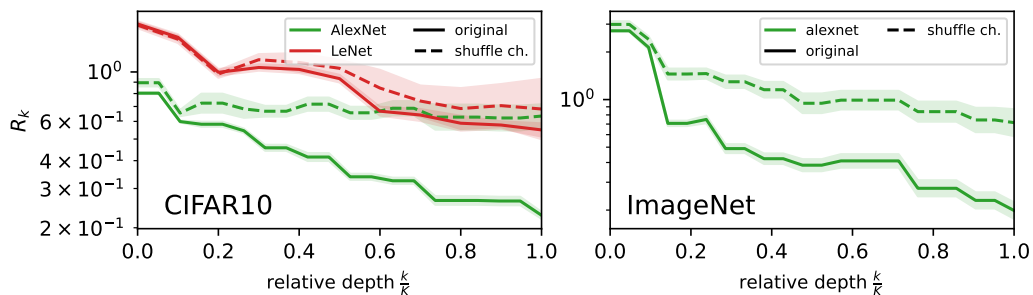 AlexNet
LeNet
original
shuffle ch.
R_k
10^0
6 × 10^-1
4 × 10^-1
3 × 10^-1
2 × 10^-1
CIFAR10
0.0 0.2 0.4 0.6 0.8 1.0
relative depth k/K
alexnet
original
shuffle ch.
10^0
ImageNet
0.0 0.2 0.4 0.6 0.8 1.0
relative depth k/K